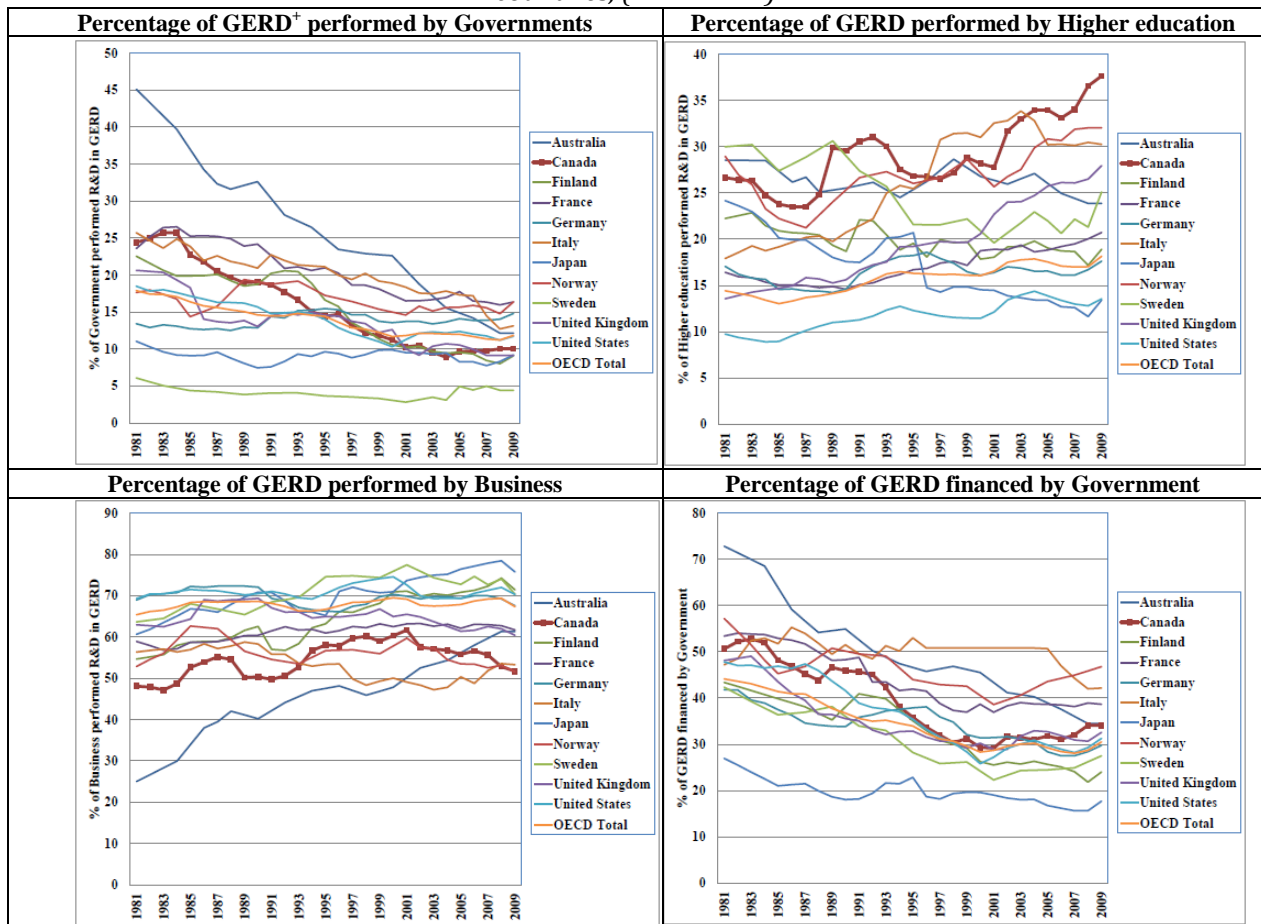 Percentage of GERD+ performed by Governments
% of Government performed R&D in GERD
50
45
40
35
30
25
20
15
10
5
0
1981 1983 1985 1987 1989 1991 1993 1995 1997 1999 2001 2003 2005 2007 2009
Australia
Canada
Finland
France
Germany
Italy
Japan
Norway
Sweden
United Kingdom
United States
OECD Total
Percentage of GERD performed by Higher education
% of Higher education performed R&D in GERD
40
35
30
25
20
15
10
5
0
1981 1983 1985 1987 1989 1991 1993 1995 1997 1999 2001 2003 2005 2007 2009
Australia
Canada
Finland
France
Germany
Italy
Japan
Norway
Sweden
United Kingdom
United States
OECD Total
Percentage of GERD performed by Business
% of Business performed R&D in GERD
90
80
70
60
50
40
30
20
10
0
1981 1983 1985 1987 1989 1991 1993 1995 1997 1999 2001 2003 2005 2007 2009
Australia
Canada
Finland
France
Germany
Italy
Japan
Norway
Sweden
United Kingdom
United States
OECD Total
Percentage of GERD financed by Government
% of GERD financed by Government
80
70
60
50
40
30
20
10
0
1981 1983 1985 1987 1989 1991 1993 1995 1997 1999 2001 2003 2005 2007 2009
Australia
Canada
Finland
France
Germany
Italy
Japan
Norway
Sweden
United Kingdom
United States
OECD Total